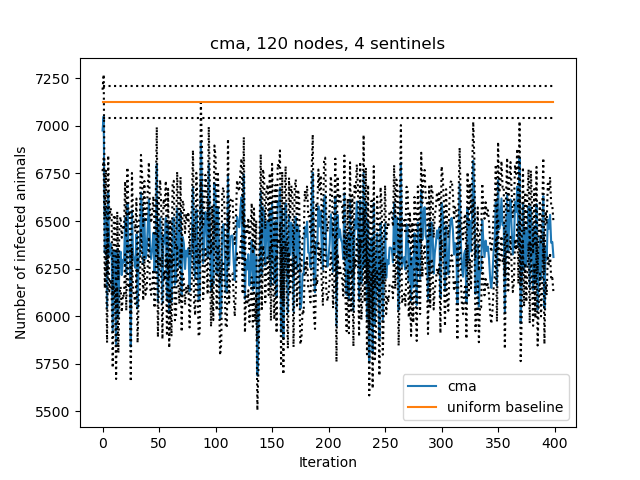 cma, 120 nodes, 4 sentinels
Number of infected animals
7250
7000
6750
6500
6250
6000
5750
5500
0 50 100 150 200 250 300 350 400
Iteration
cma
uniform baseline